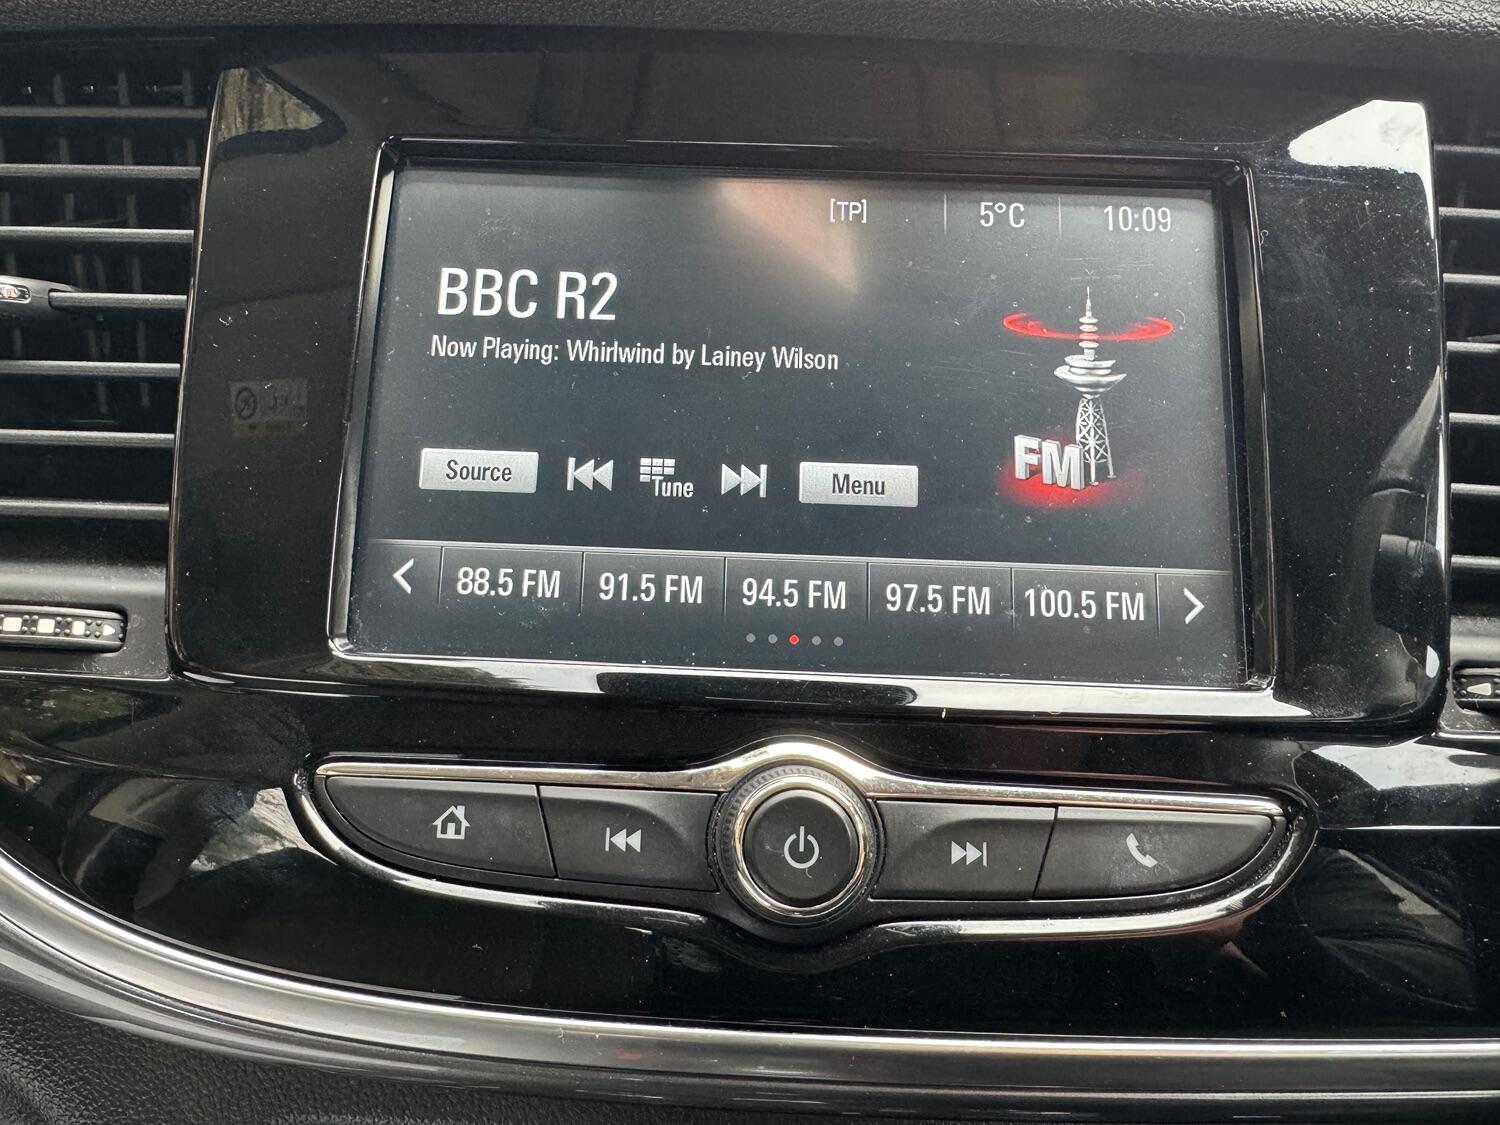 [TP] 5°C 10:09
BBC R2
Now Playing: Whirlwind by Lainey Wilson
FM
Source Tune Menu
88.5 FM 91.5 FM 94.5 FM 97.5 FM 100.5 FM